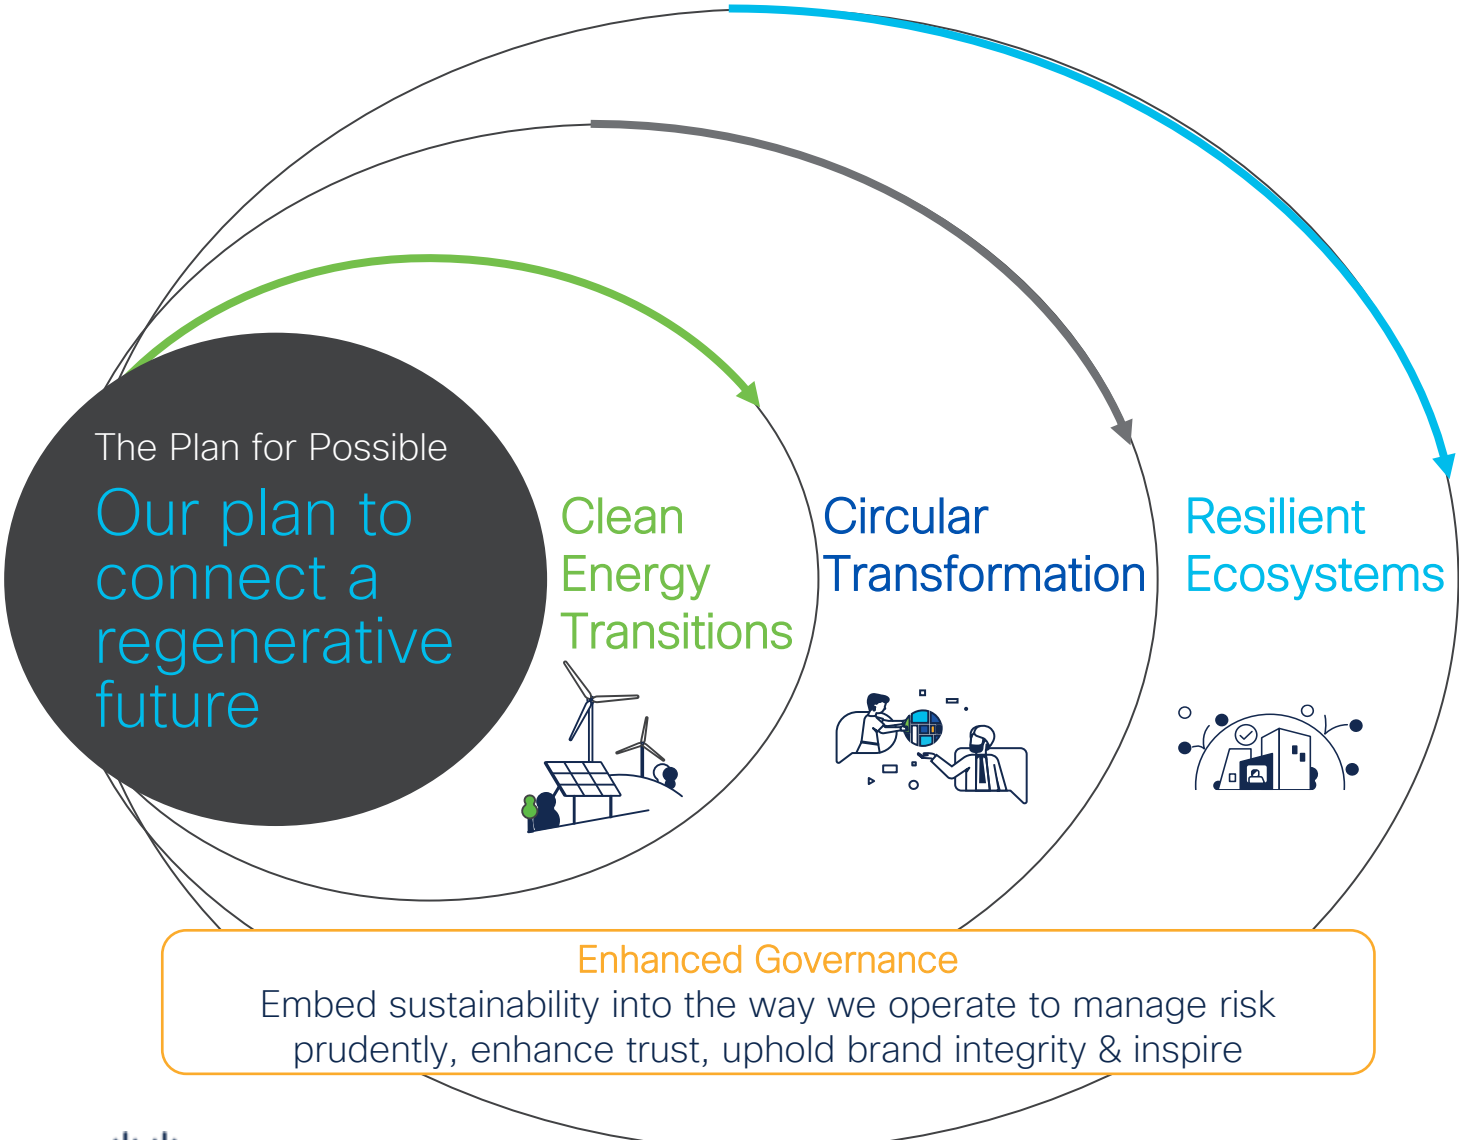 The Plan for Possible
Our plan to
connect a
regenerative
future
Clean
Energy
Transitions
Circular
Transformation
Resilient
Ecosystems
Enhanced Governance
Embed sustainability into the way we operate to manage risk
prudently, enhance trust, uphold brand integrity & inspire